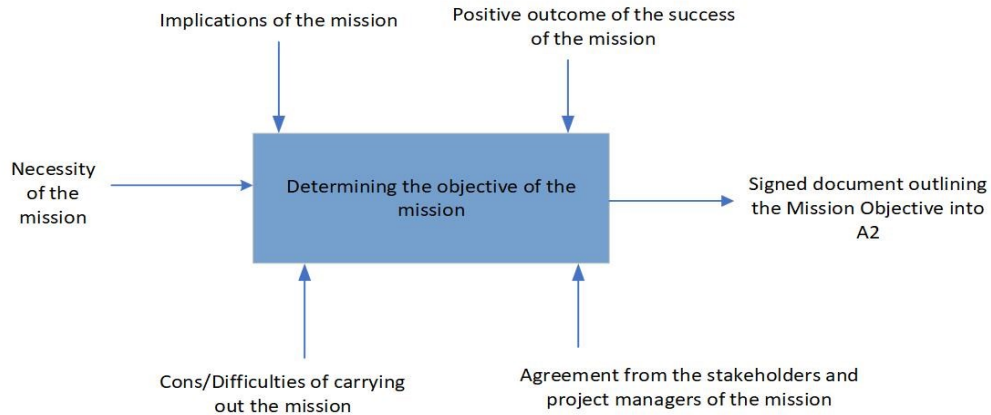 Implications of the mission
Positive outcome of the success
of the mission
Necessity
of the
mission
Determining the objective of the
mission
Signed document outlining
the Mission Objective into
A2
Cons/Difficulties of carrying
out the mission
Agreement from the stakeholders and
project managers of the mission